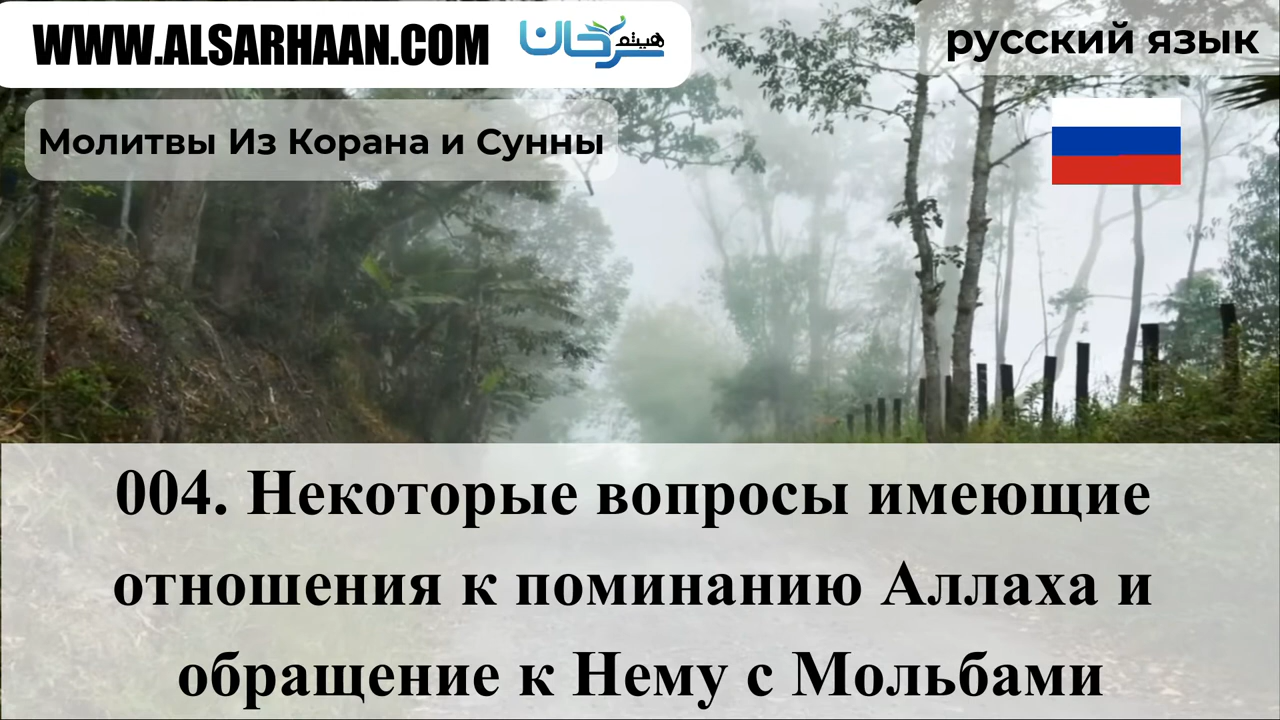 WWW.ALSARHAAN.COM
هيثم سرحان
русский язык
Молитвы Из Корана и Сунны
004. Некоторые вопросы имеющие
отношения к поминанию Аллаха и
обращение к Нему с Мольбами